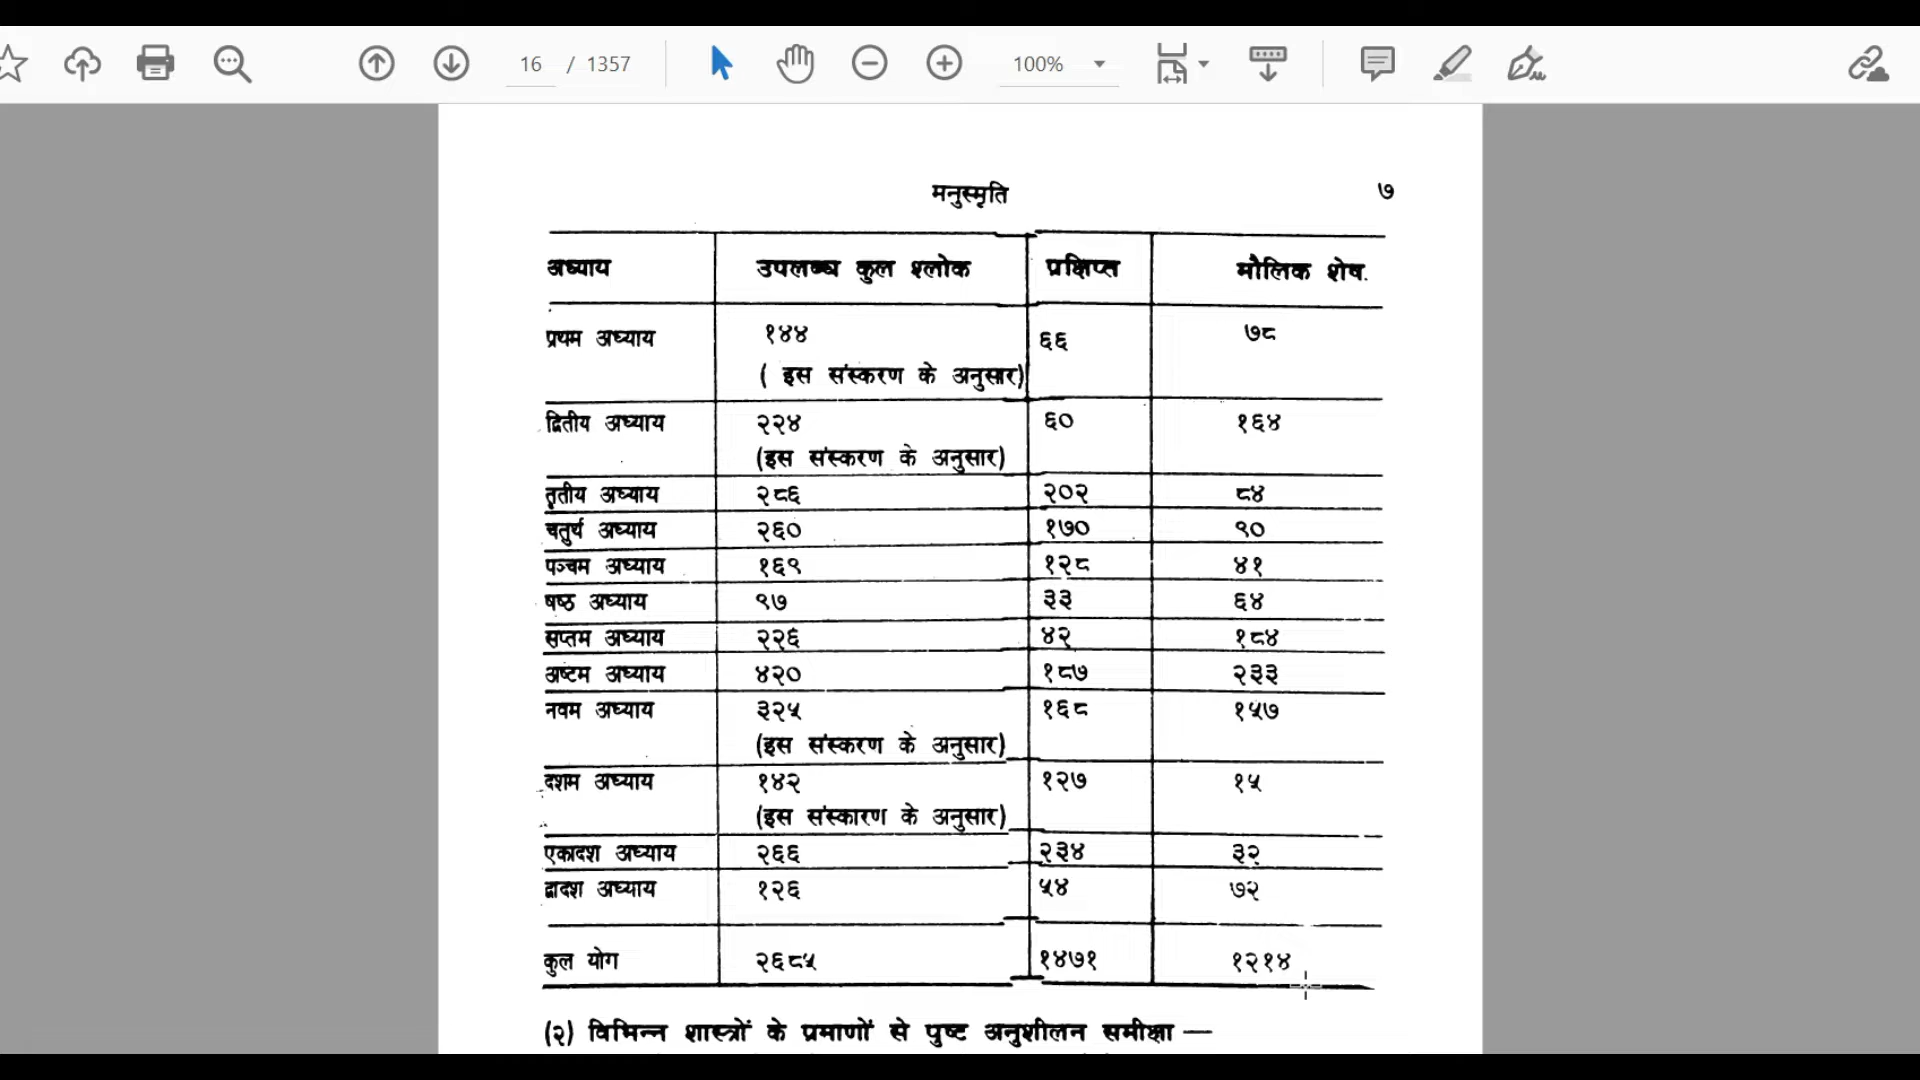 16 / 1357 100%
मनुस्मृति ७
अध्याय उपलब्ध कुल श्लोक प्रक्षिप्त मौलिक शेष.
प्रथम अध्याय १४४ ६६ ७८
( इस संस्करण के अनुसार)
द्वितीय अध्याय २२४ ६० १६४
(इस संस्करण के अनुसार)
तृतीय अध्याय २८६ २०२ ८४
चतुर्थ अध्याय २६० १७० ९०
पञ्चम अध्याय १६९ १२८ ४१
षष्ठ अध्याय ९७ ३३ ६४
सप्तम अध्याय २२६ ४२ १८४
अष्टम अध्याय ४२० १८७ २३३
नवम अध्याय ३२५ १६८ १५७
(इस संस्करण के अनुसार)
दशम अध्याय १४२ १२७ १५
(इस संस्कारण के अनुसार)
एकादश अध्याय २६६ २३४ ३२
द्वादश अध्याय १२६ ५४ ७२
कुल योग २६८५ १४७१ १२१४
(२) विभिन्न शास्त्रों के प्रमाणों से पुष्ट अनुशीलन समीक्षा —